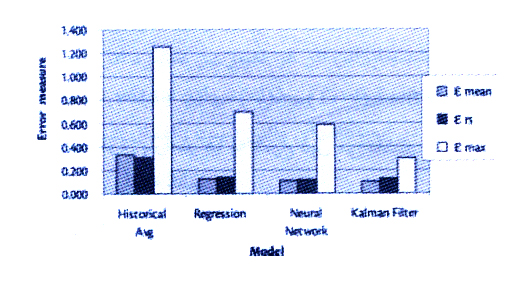 1.400
1.200
1.000
0.800
0.600
0.400
0.200
0.000
Error measure
Historical
Avg
Regression
Neural
Network
Kalman Filter
Model
E mean
E rs
E max